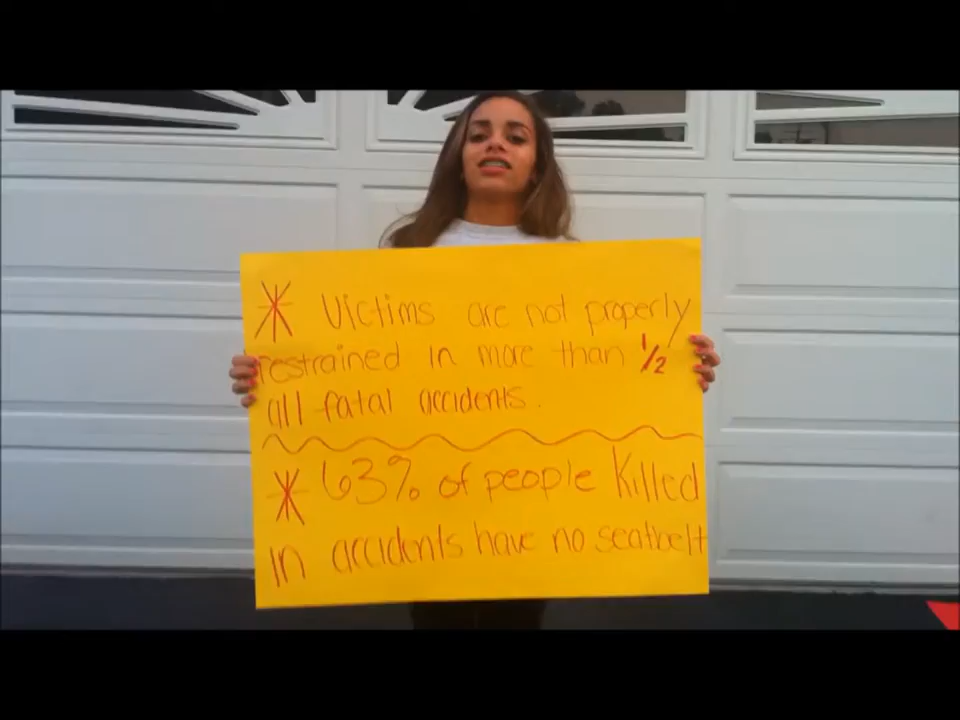 * Victims are not properly
restrained in more than 1/2
all fatal accidents.
* 63% of people killed
in accidents have no seatbelt